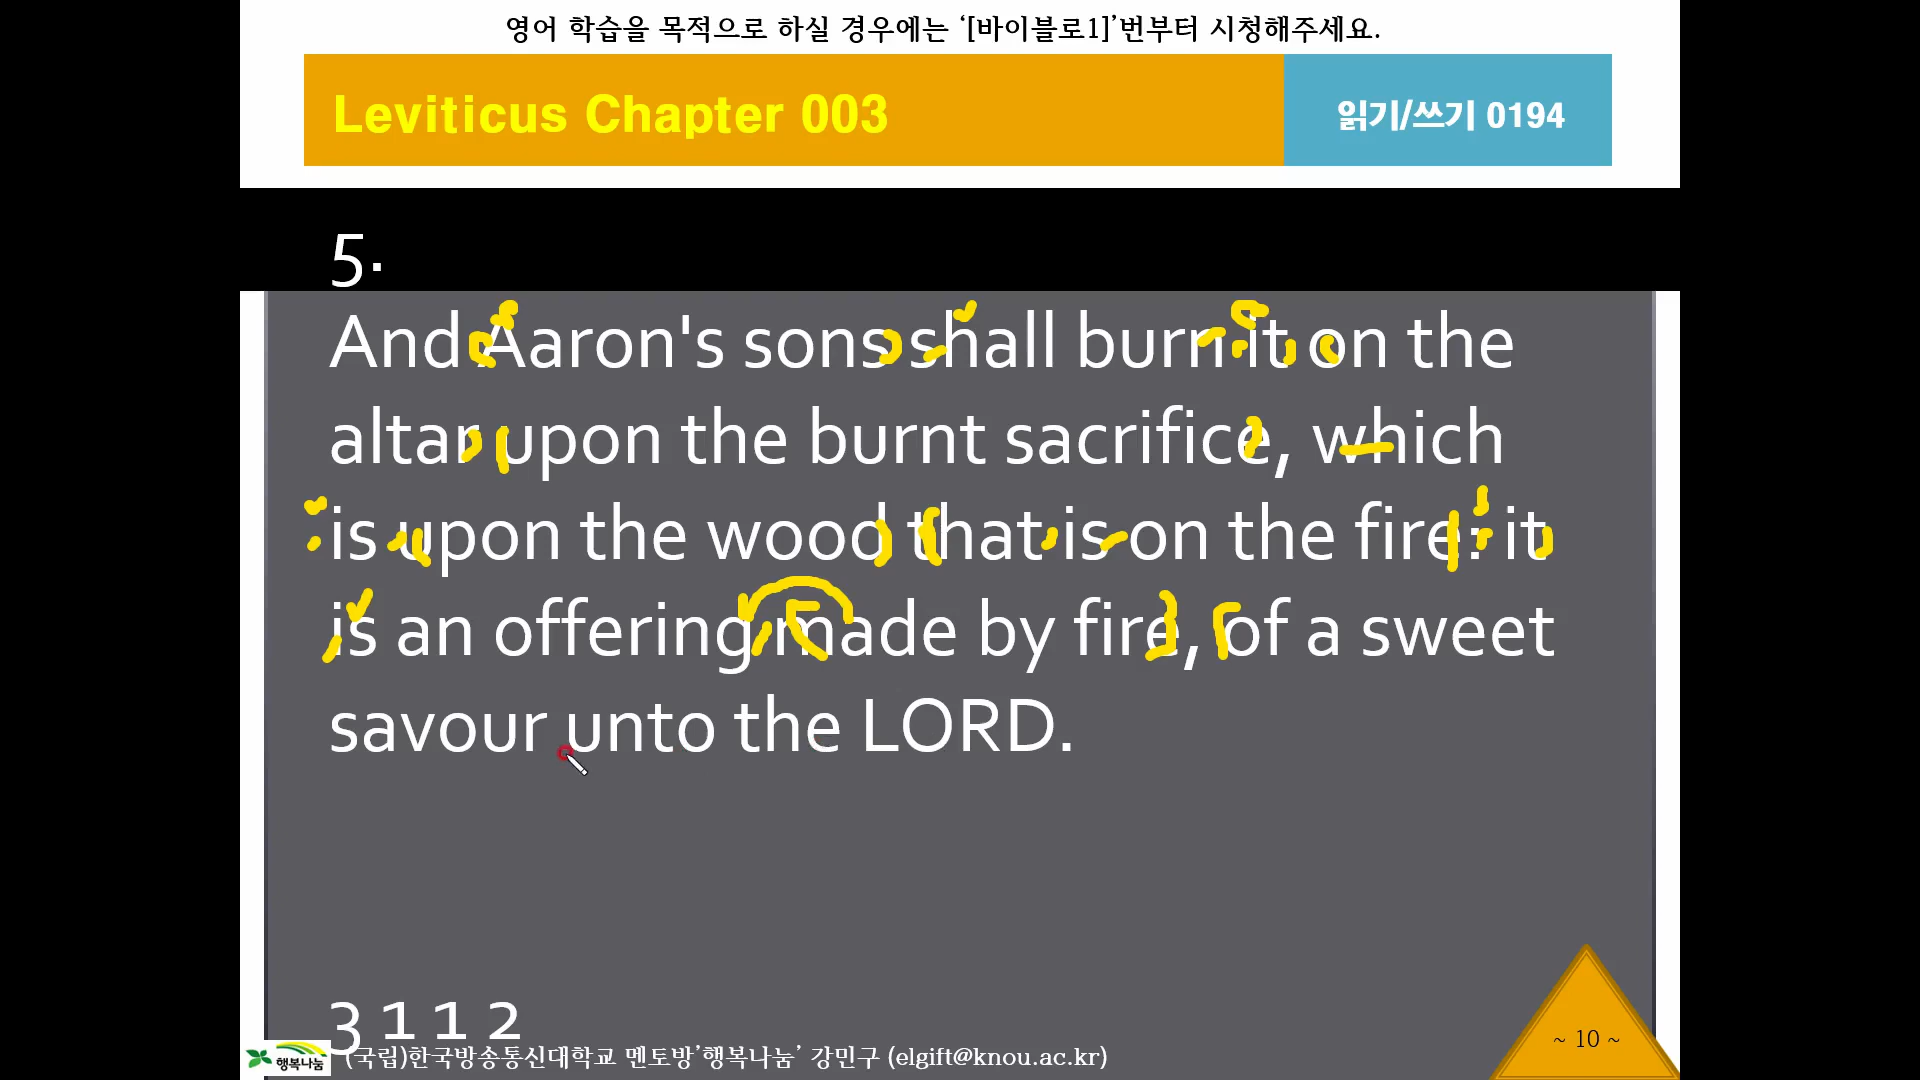 영어 학습을 목적으로 하실 경우에는 ‘[바이블로1]’번부터 시청해주세요.
Leviticus Chapter 003
읽기/쓰기 0194
5.
And Aaron's sons shall burn it on the
altar upon the burnt sacrifice, which
is upon the wood that is on the fire: it
is an offering made by fire, of a sweet
savour unto the LORD.
3 1 1 2
행복나눔
(국립)한국방송통신대학교 멘토방’행복나눔’ 강민구 (elgift@knou.ac.kr)
~ 10 ~